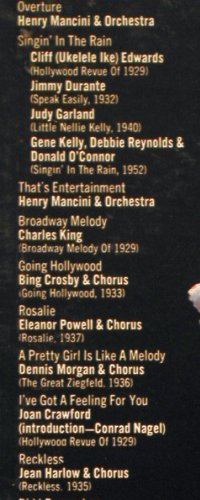 Overture
Henry Mancini & Orchestra
Singin' In The Rain
Cliff (Ukelele Ike) Edwards
(Hollywood Revue Of 1929)
Jimmy Durante
(Speak Easily, 1932)
Judy Garland
(Little Nellie Kelly, 1940)
Gene Kelly, Debbie Reynolds &
Donald O'Connor
(Singin' In The Rain, 1952)
That's Entertainment
Henry Mancini & Orchestra
Broadway Melody
Charles King
(Broadway Melody Of 1929)
Going Hollywood
Bing Crosby & Chorus
(Going Hollywood, 1933)
Rosalie
Eleanor Powell & Chorus
(Rosalie, 1937)
A Pretty Girl Is Like A Melody
Dennis Morgan & Chorus
(The Great Ziegfeld. 1936)
I've Got A Feeling For You
Joan Crawford
(introduction—Conrad Nagel)
(Hollywood Revue Of 1929)
Reckless
Jean Harlow & Chorus
(Reckless. 1935)